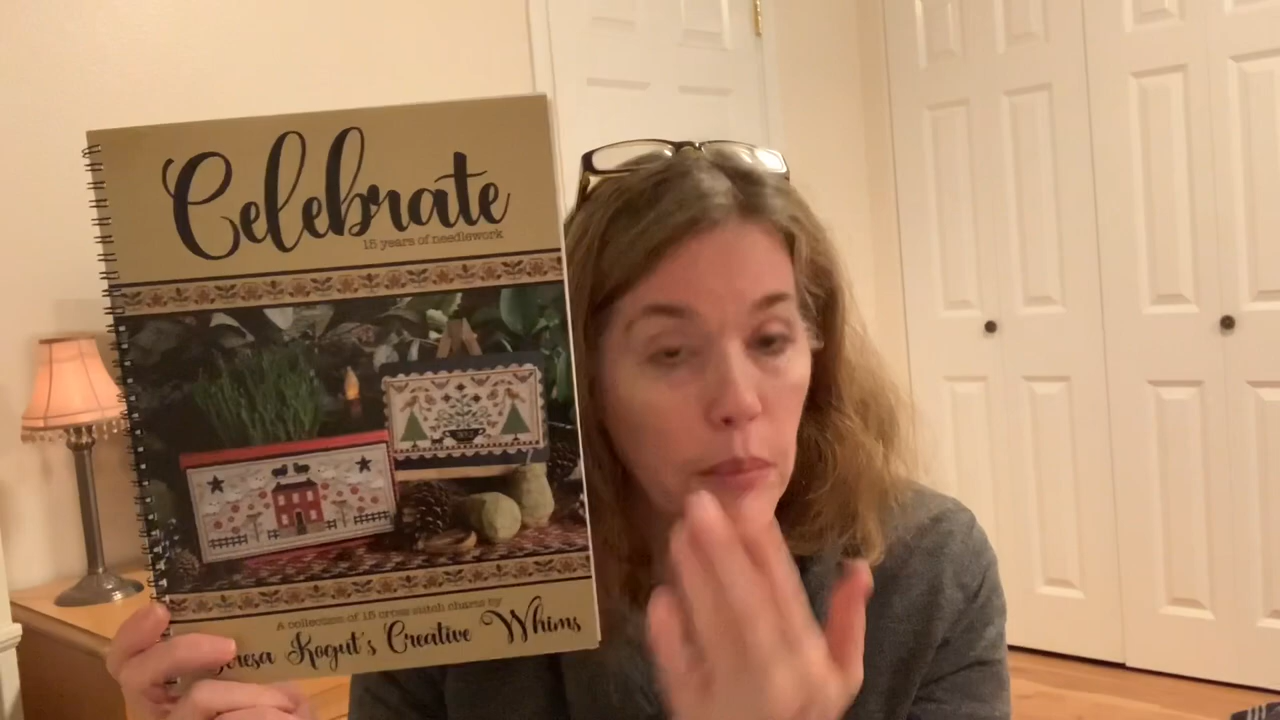 Celebrate
15 years of needlework
A collection of 15 cross stitch charts by
Kogut's Creative Whims